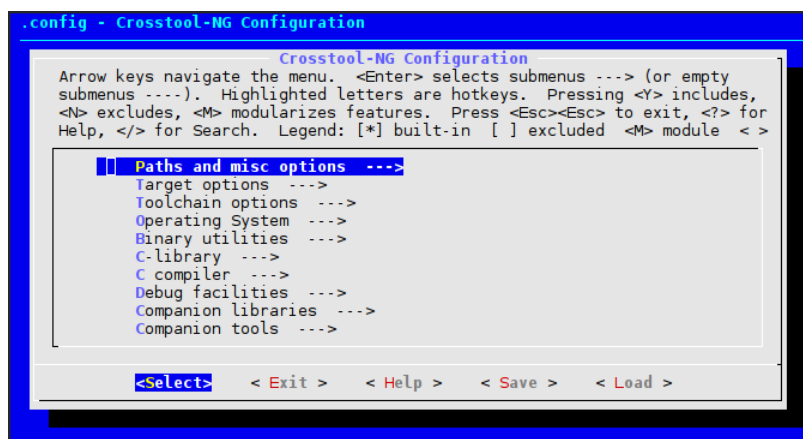 .config - Crosstool-NG Configuration
Crosstool-NG Configuration
Arrow keys navigate the menu.  <Enter> selects submenus ---> (or empty
submenus ----).  Highlighted letters are hotkeys.  Pressing <Y> includes,
<N> excludes, <M> modularizes features.  Press <Esc><Esc> to exit, <?> for
Help, </> for Search.  Legend: [*] built-in  [ ] excluded  <M> module  < >
Paths and misc options  --->
Target options  --->
Toolchain options  --->
Operating System  --->
Binary utilities  --->
C-library  --->
C compiler  --->
Debug facilities  --->
Companion libraries  --->
Companion tools  --->
<Select>    < Exit >    < Help >    < Save >    < Load >